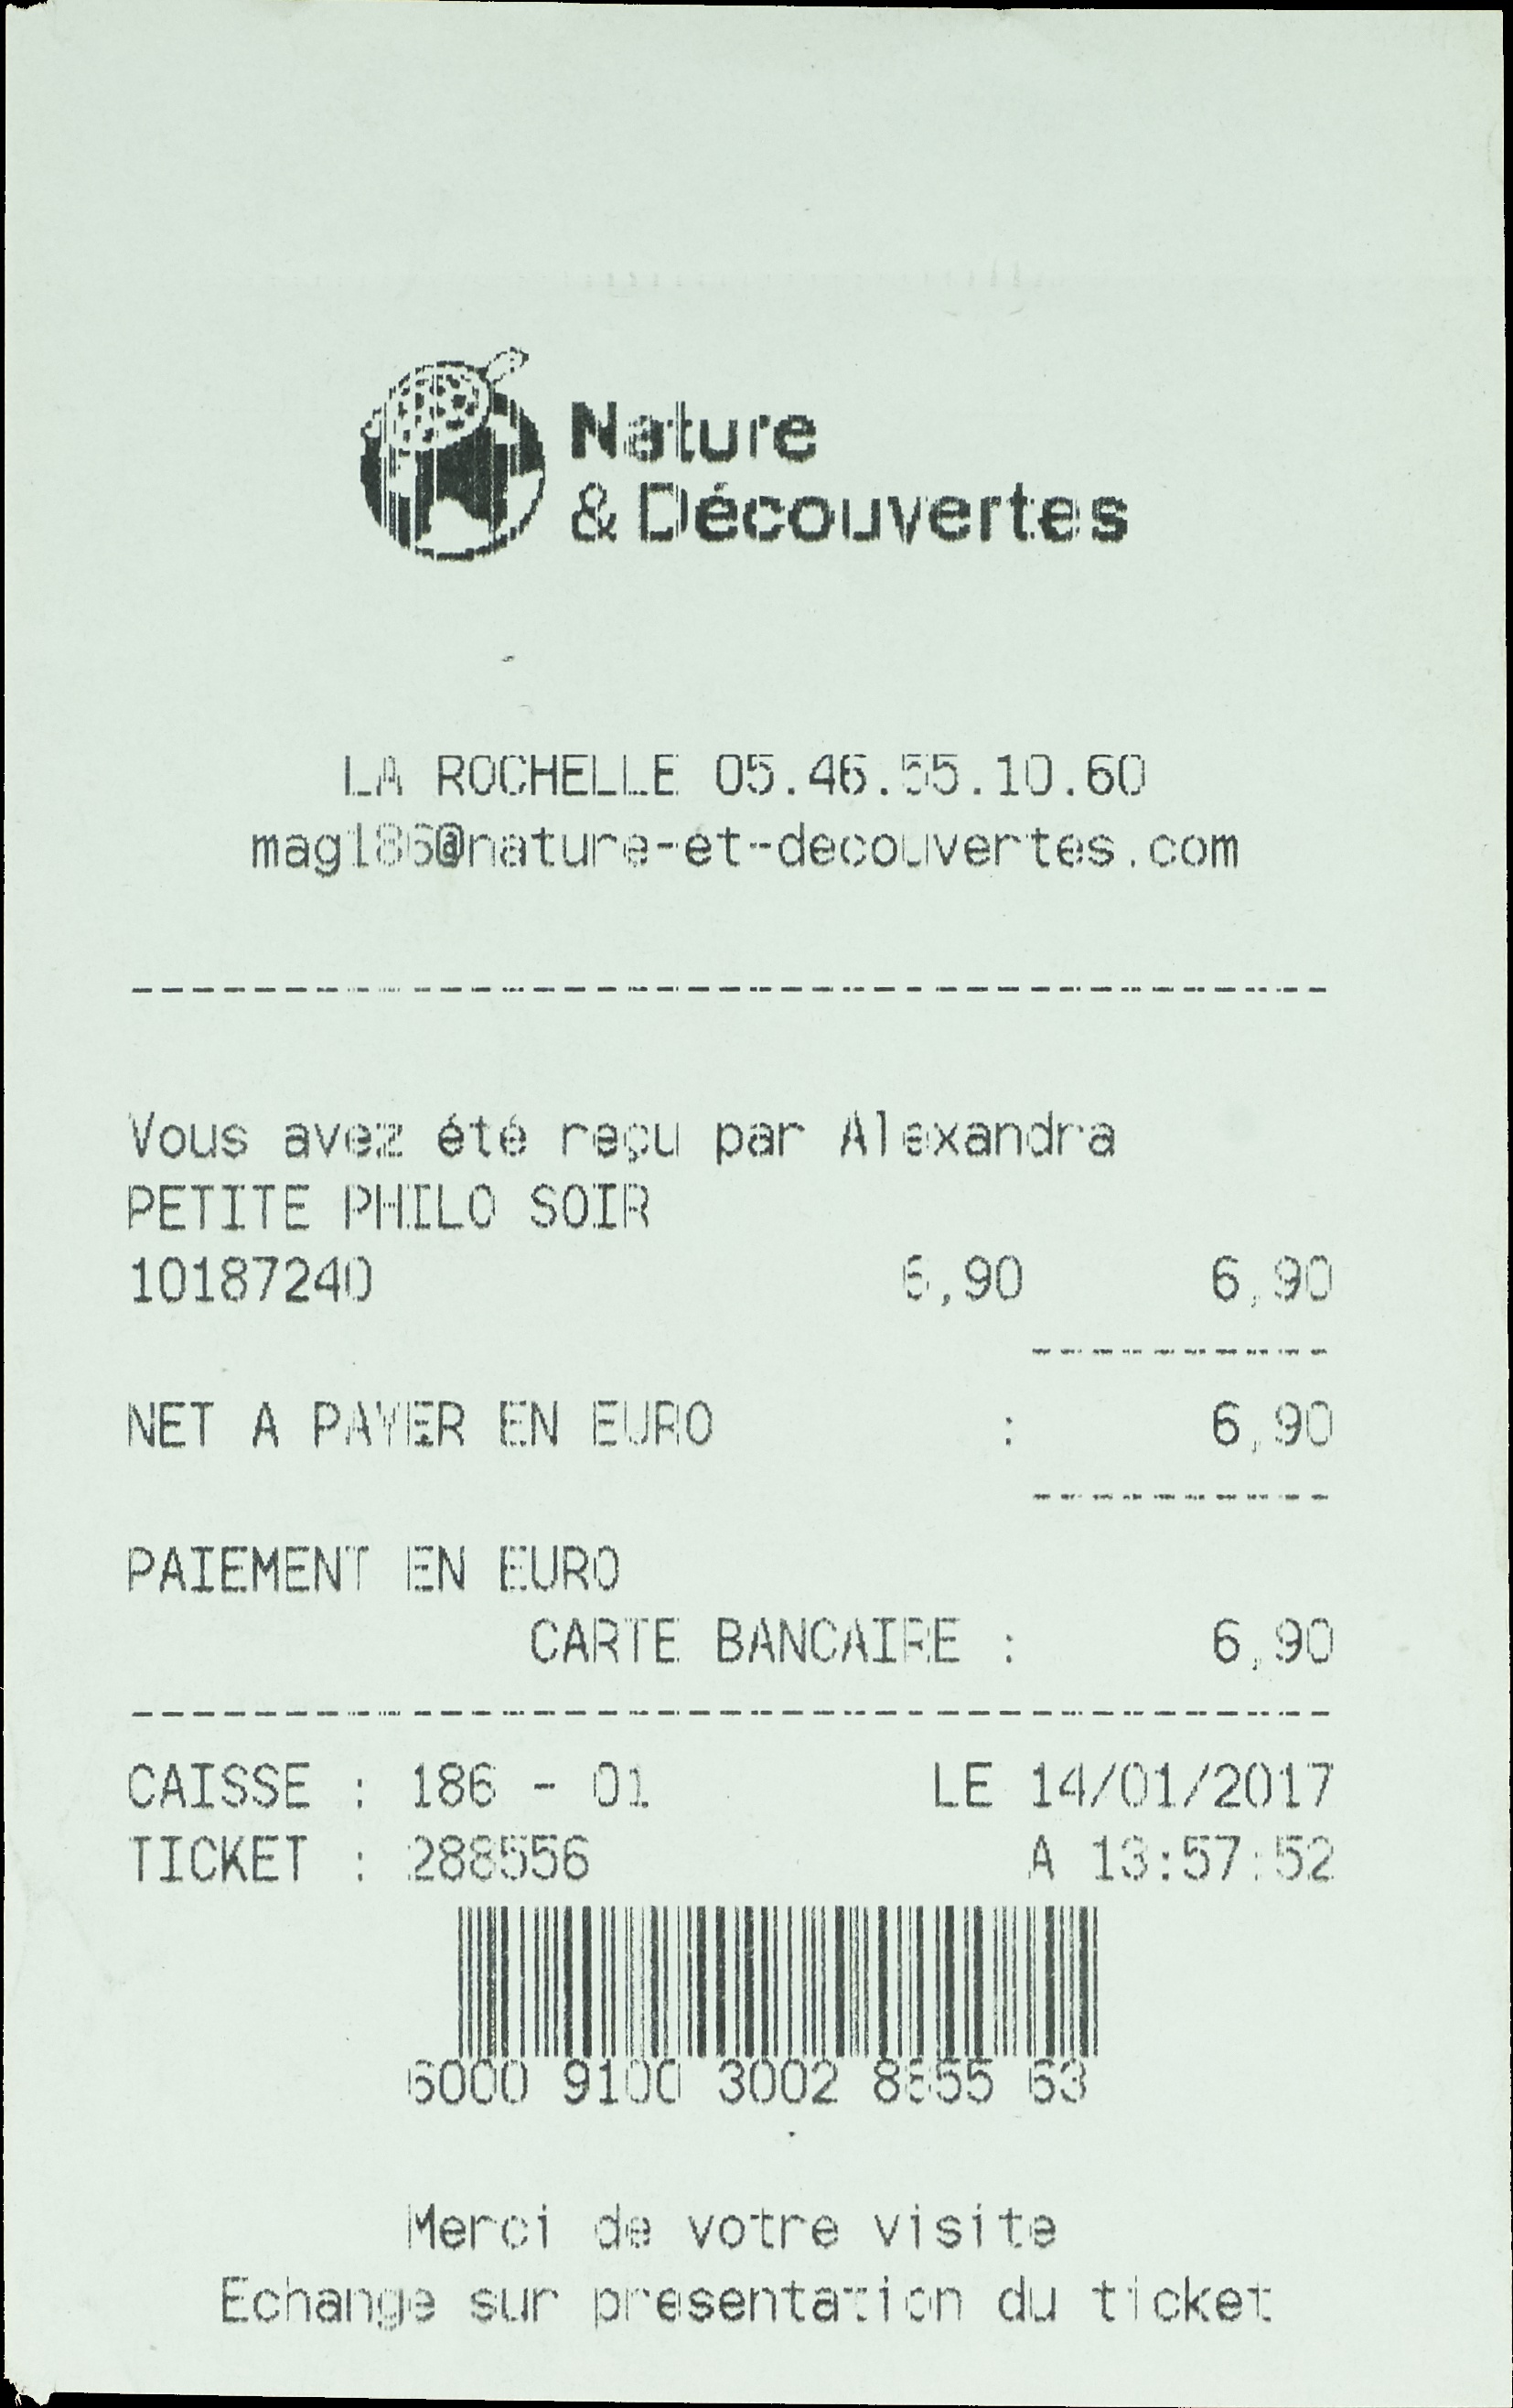 Nature
& Découvertes
LA ROCHELLE 05.46.55.10.60
mag186@nature-et-decouvertes.com
----------------------------------------
Vous avez été reçu par Alexandra
PETITE PHILO SOIR
10187240 6,90 6,90
----------
NET A PAYER EN EURO : 6,90
----------
PAIEMENT EN EURO
CARTE BANCAIRE : 6,90
----------------------------------------
CAISSE : 186 - 01 LE 14/01/2017
TICKET : 288556 A 13:57:52
6000 9100 3002 8855 63
Merci de votre visite
Echange sur presentation du ticket